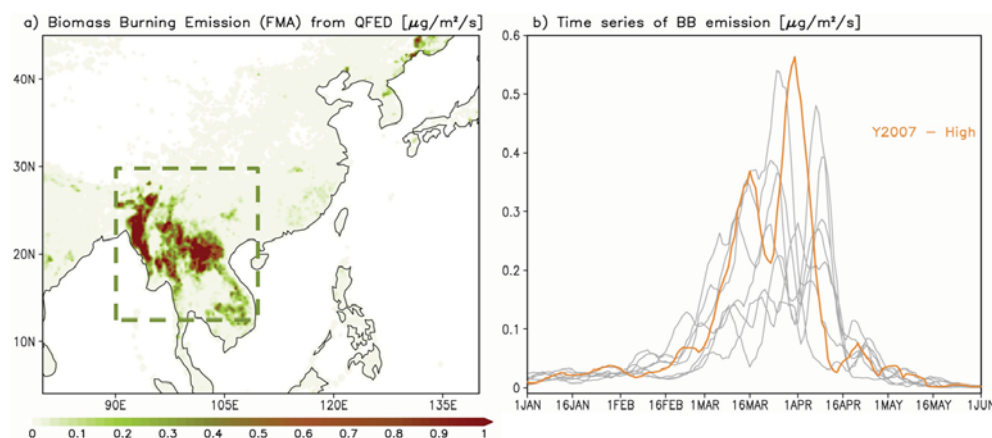 a) Biomass Burning Emission (FMA) from QFED [μg/m²/s]
40N
30N
20N
10N
90E 105E 120E 135E
0 0.1 0.2 0.3 0.4 0.5 0.6 0.7 0.8 0.9 1
b) Time series of BB emission [μg/m²/s]
0.6
0.5
0.4
0.3
0.2
0.1
0
Y2007 – High
1JAN 16JAN 1FEB 16FEB 1MAR 16MAR 1APR 16APR 1MAY 16MAY 1JUN